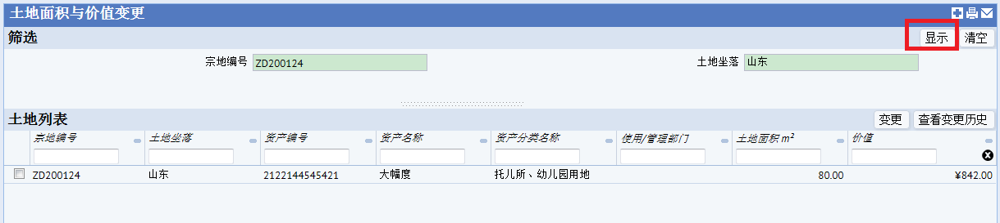 土地面积与价值变更
筛选 显示 清空
宗地编号 ZD200124 土地坐落 山东
土地列表 变更 查看变更历史
宗地编号 土地坐落 资产编号 资产名称 资产分类名称 使用/管理部门 土地面积 m² 价值
ZD200124 山东 2122144545421 大幅度 托儿所、幼儿园用地 80.00 ¥842.00